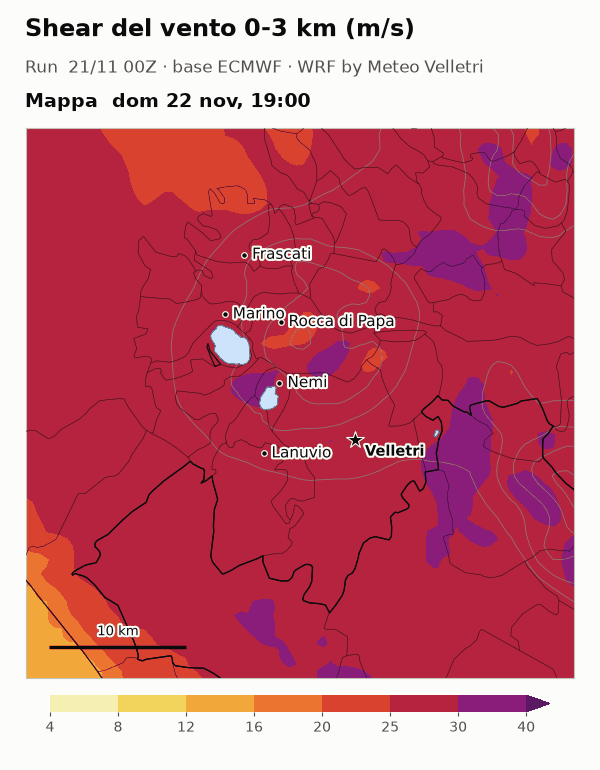 Shear del vento 0-3 km (m/s)
Run  21/11 00Z · base ECMWF · WRF by Meteo Velletri
Mappa  dom 22 nov, 19:00
Frascati
Marino
Rocca di Papa
Nemi
Velletri
Lanuvio
10 km
4 8 12 16 20 25 30 40